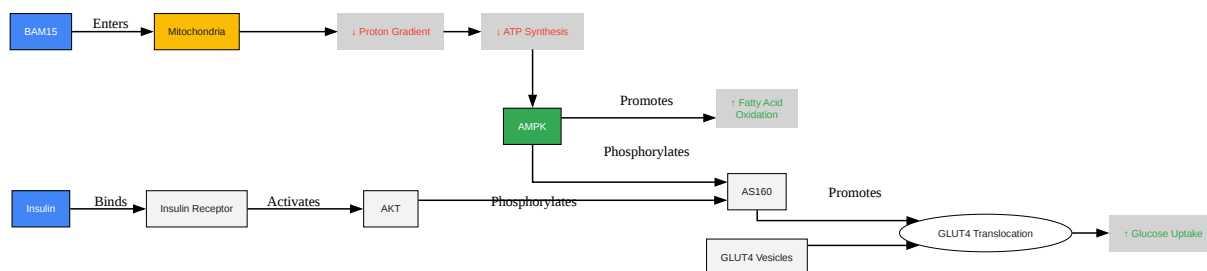 BAM15
Enters
Mitochondria
↓ Proton Gradient
↓ ATP Synthesis
AMPK
Promotes
↑ Fatty Acid
Oxidation
Phosphorylates
Insulin
Binds
Insulin Receptor
Activates
AKT
Phosphorylates
AS160
Promotes
GLUT4 Vesicles
GLUT4 Translocation
↑ Glucose Uptake